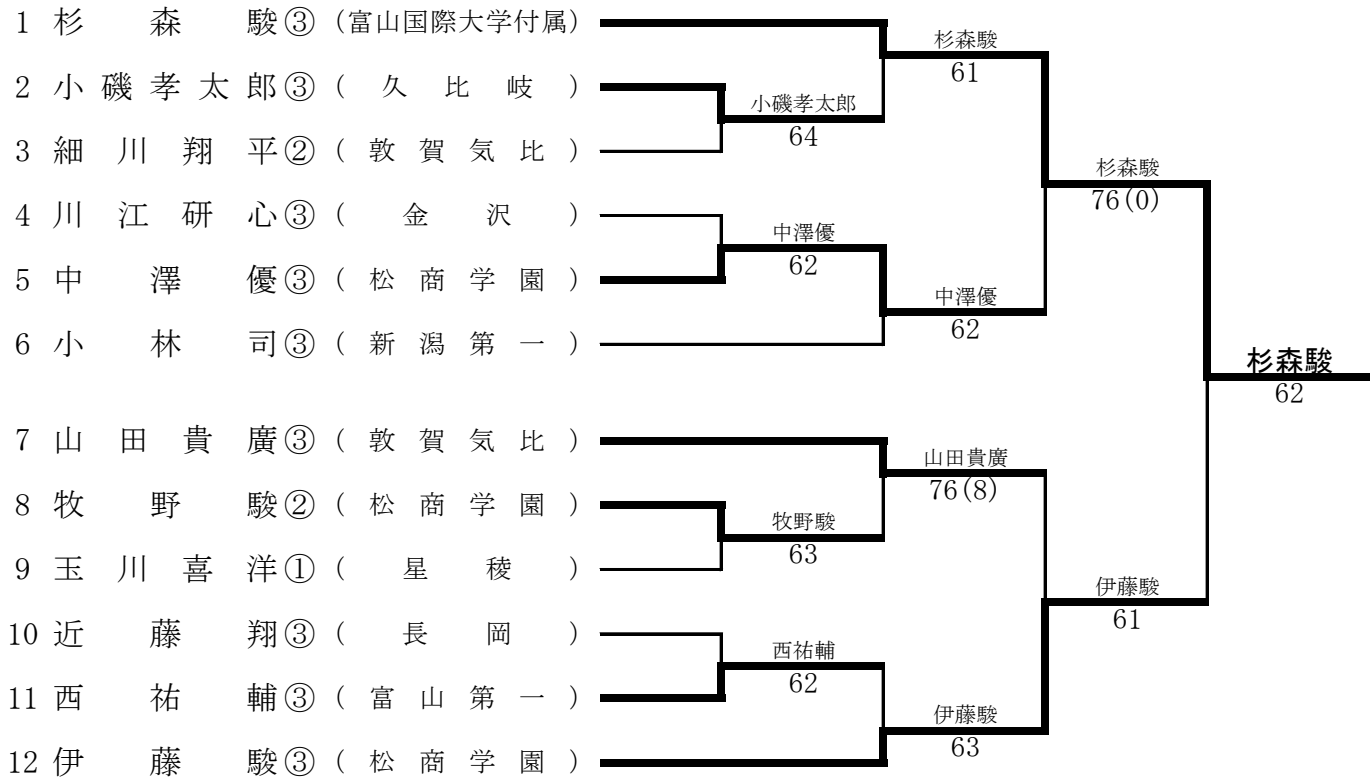 1 杉森駿③ (富山国際大学付属)
2 小磯孝太郎③ (久比岐)
3 細川翔平② (敦賀気比)
4 川江研心③ (金沢)
5 中澤優③ (松商学園)
6 小林司③ (新潟第一)
7 山田貴廣③ (敦賀気比)
8 牧野駿② (松商学園)
9 玉川喜洋① (星稜)
10 近藤翔③ (長岡)
11 西祐輔③ (富山第一)
12 伊藤駿③ (松商学園)
小磯孝太郎
64
中澤優
62
牧野駿
63
西祐輔
62
杉森駿
61
中澤優
62
山田貴廣
76(8)
伊藤駿
63
杉森駿
76(0)
伊藤駿
61
杉森駿
62